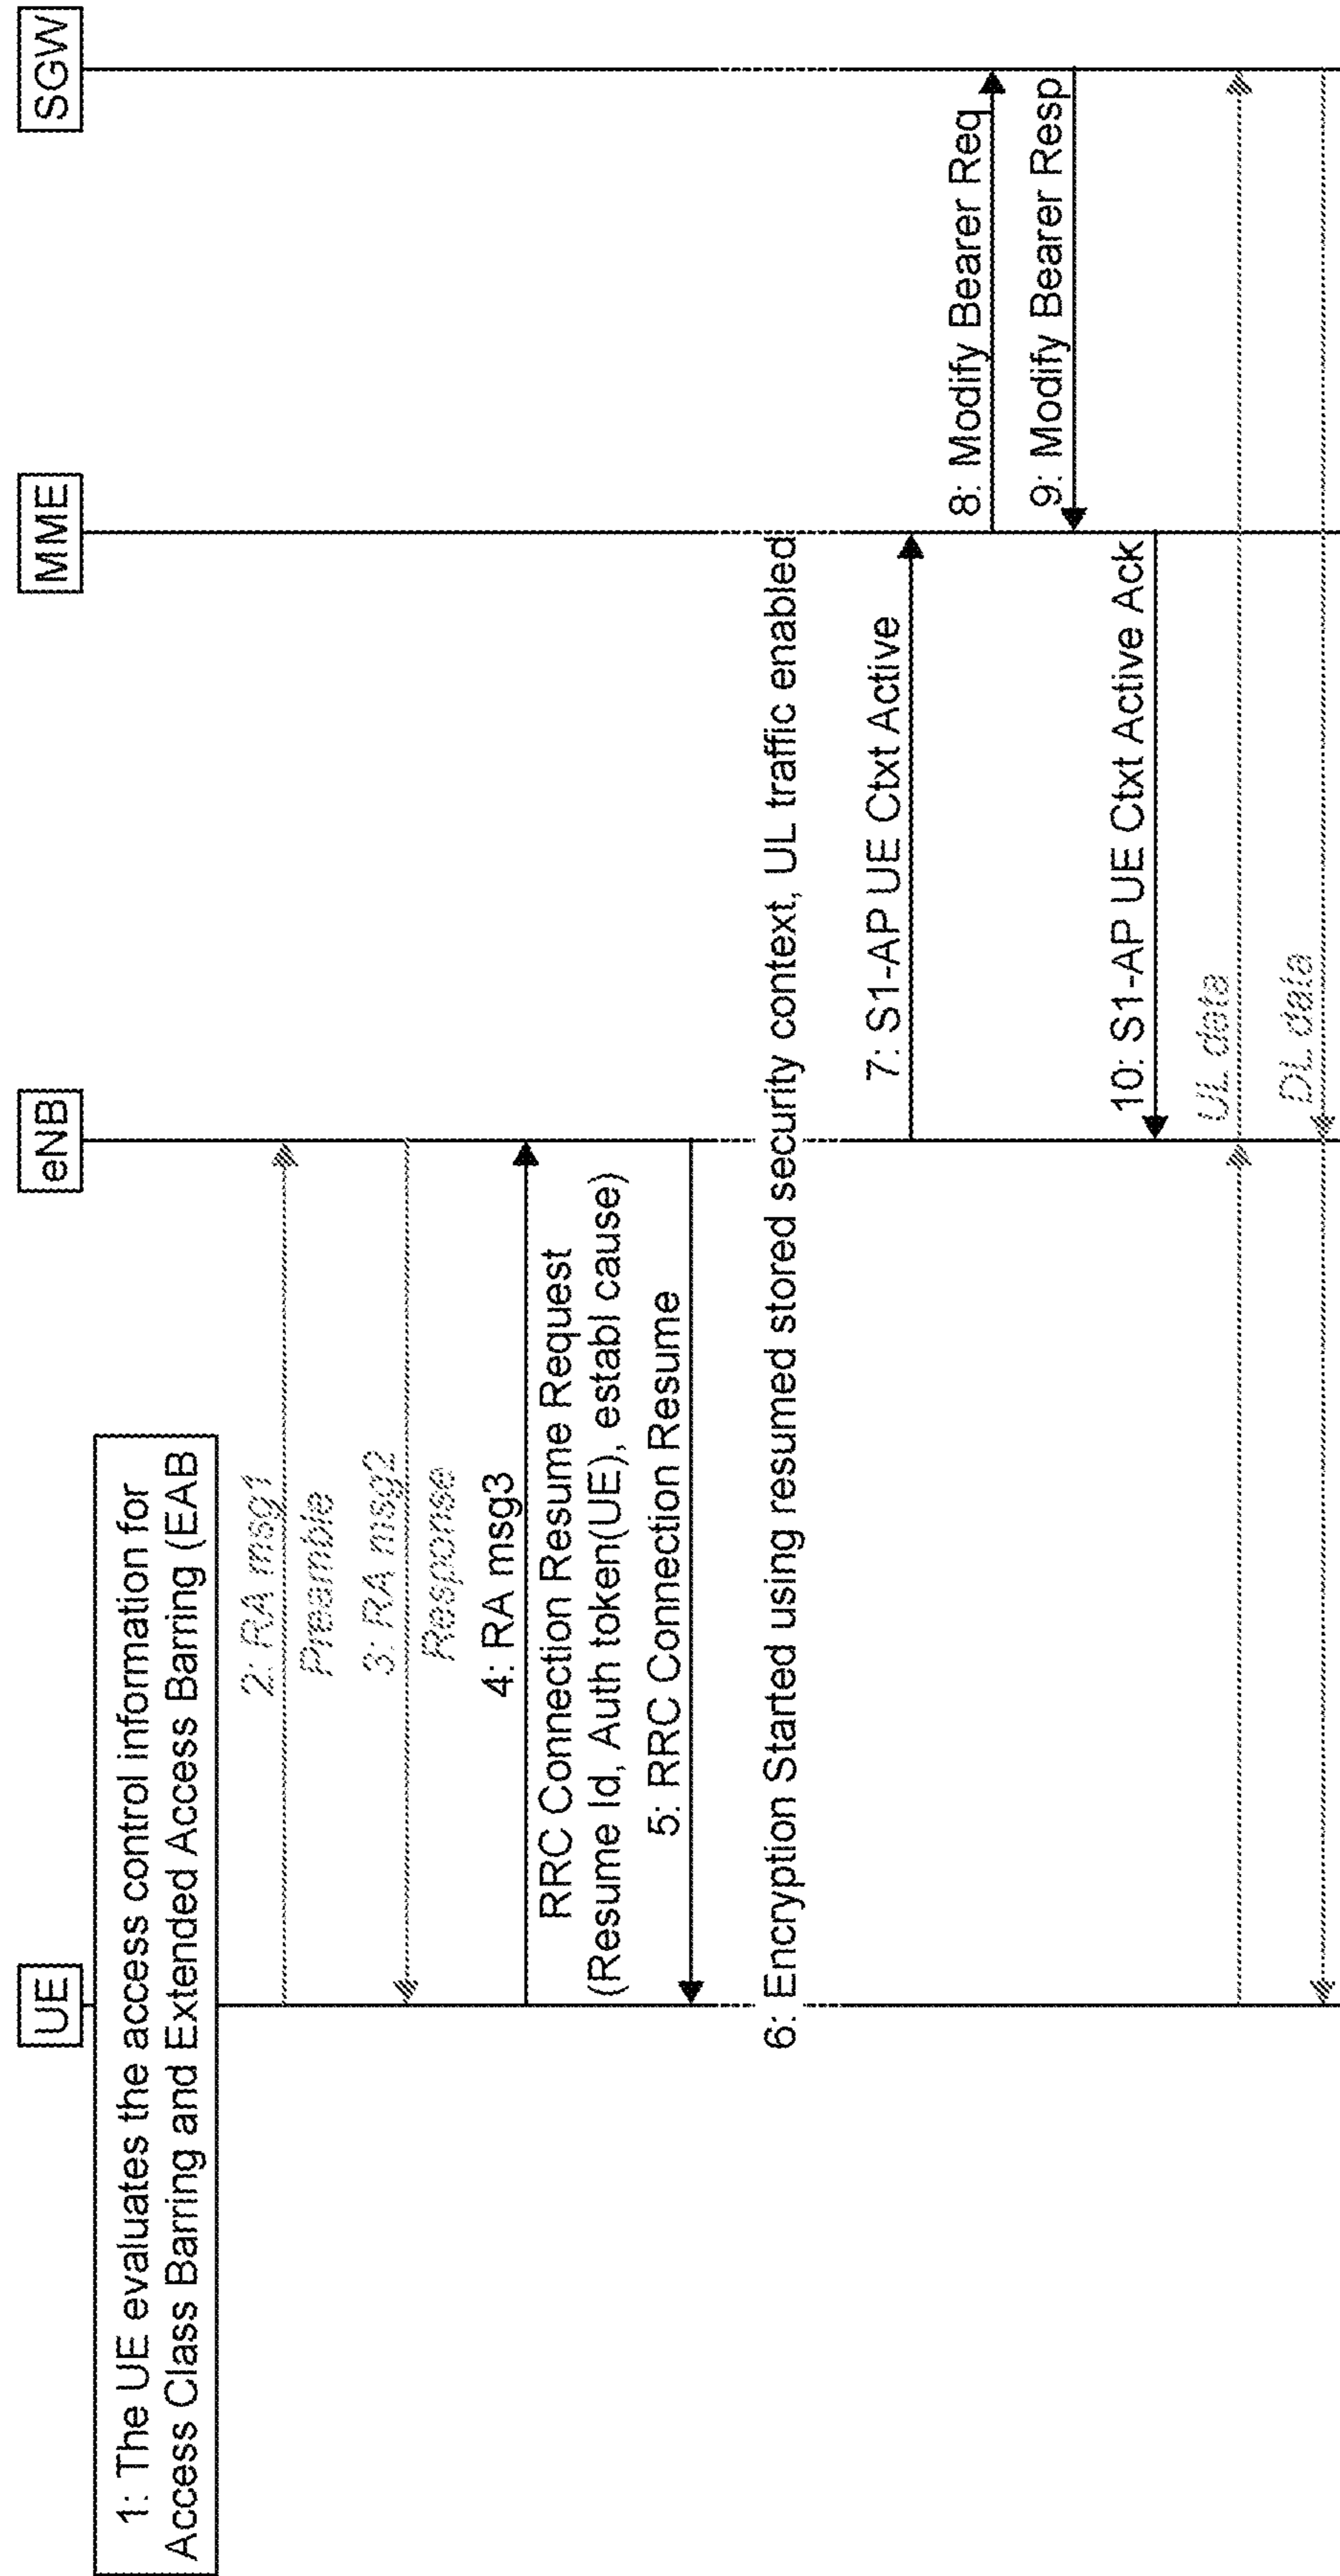 UE
eNB
MME
SGW
1: The UE evaluates the access control information for
Access Class Barring and Extended Access Barring (EAB
2: RA msg1
Preamble
3: RA msg2
Response
4: RA msg3
RRC Connection Resume Request
(Resume Id, Auth token(UE), establ cause)
5: RRC Connection Resume
6: Encryption Started using resumed stored security context, UL traffic enabled
7: S1-AP UE Ctxt Active
8: Modify Bearer Req
9: Modify Bearer Resp
10: S1-AP UE Ctxt Active Ack
UL data
DL data